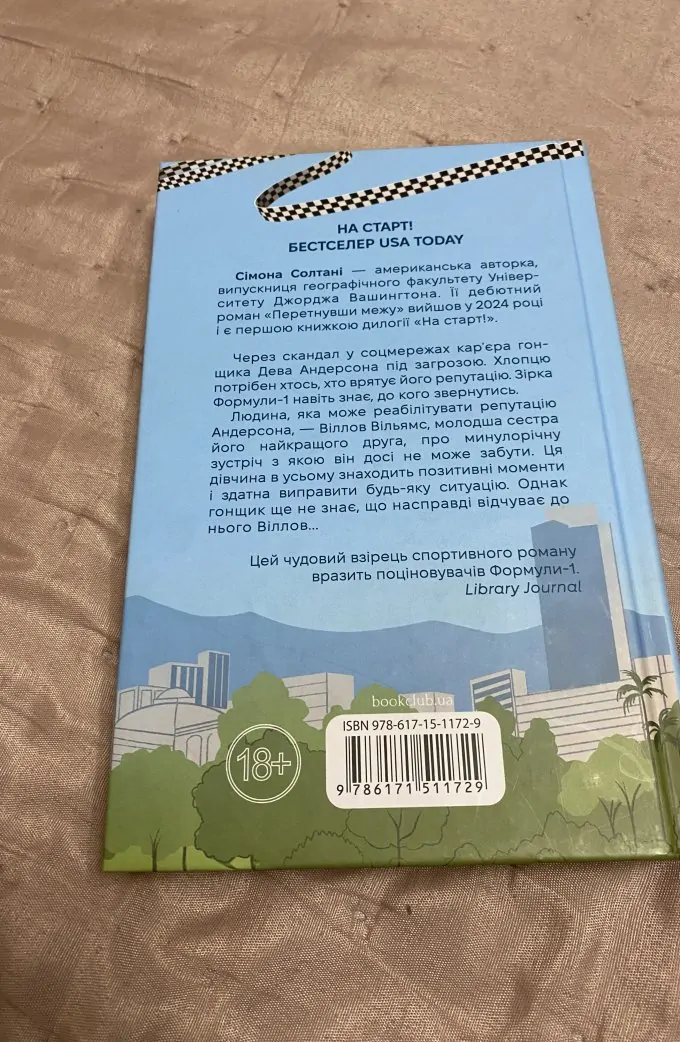 НА СТАРТ!
БЕСТСЕЛЕР USA TODAY
Сімона Солтані — американська авторка,
випускниця географічного факультету Універ-
ситету Джорджа Вашингтона. Її дебютний
роман «Перетнувши межу» вийшов у 2024 році
і є першою книжкою дилогії «На старт!».
Через скандал у соцмережах кар’єра гон-
щика Дева Андерсона під загрозою. Хлопцю
потрібен хтось, хто врятує його репутацію. Зірка
Формули-1 навіть знає, до кого звернутись.
Людина, яка може реабілітувати репутацію
Андерсона, — Віллов Вільямс, молодша сестра
його найкращого друга, про минулорічну
зустріч з якою він досі не може забути. Ця
дівчина в усьому знаходить позитивні моменти
і здатна виправити будь-яку ситуацію. Однак
гонщик ще не знає, що насправді відчуває до
нього Віллов...
Цей чудовий взірець спортивного роману
вразить поціновувачів Формули-1.
Library Journal
bookclub.ua
ISBN 978-617-15-1172-9
18+
9 786171 511729